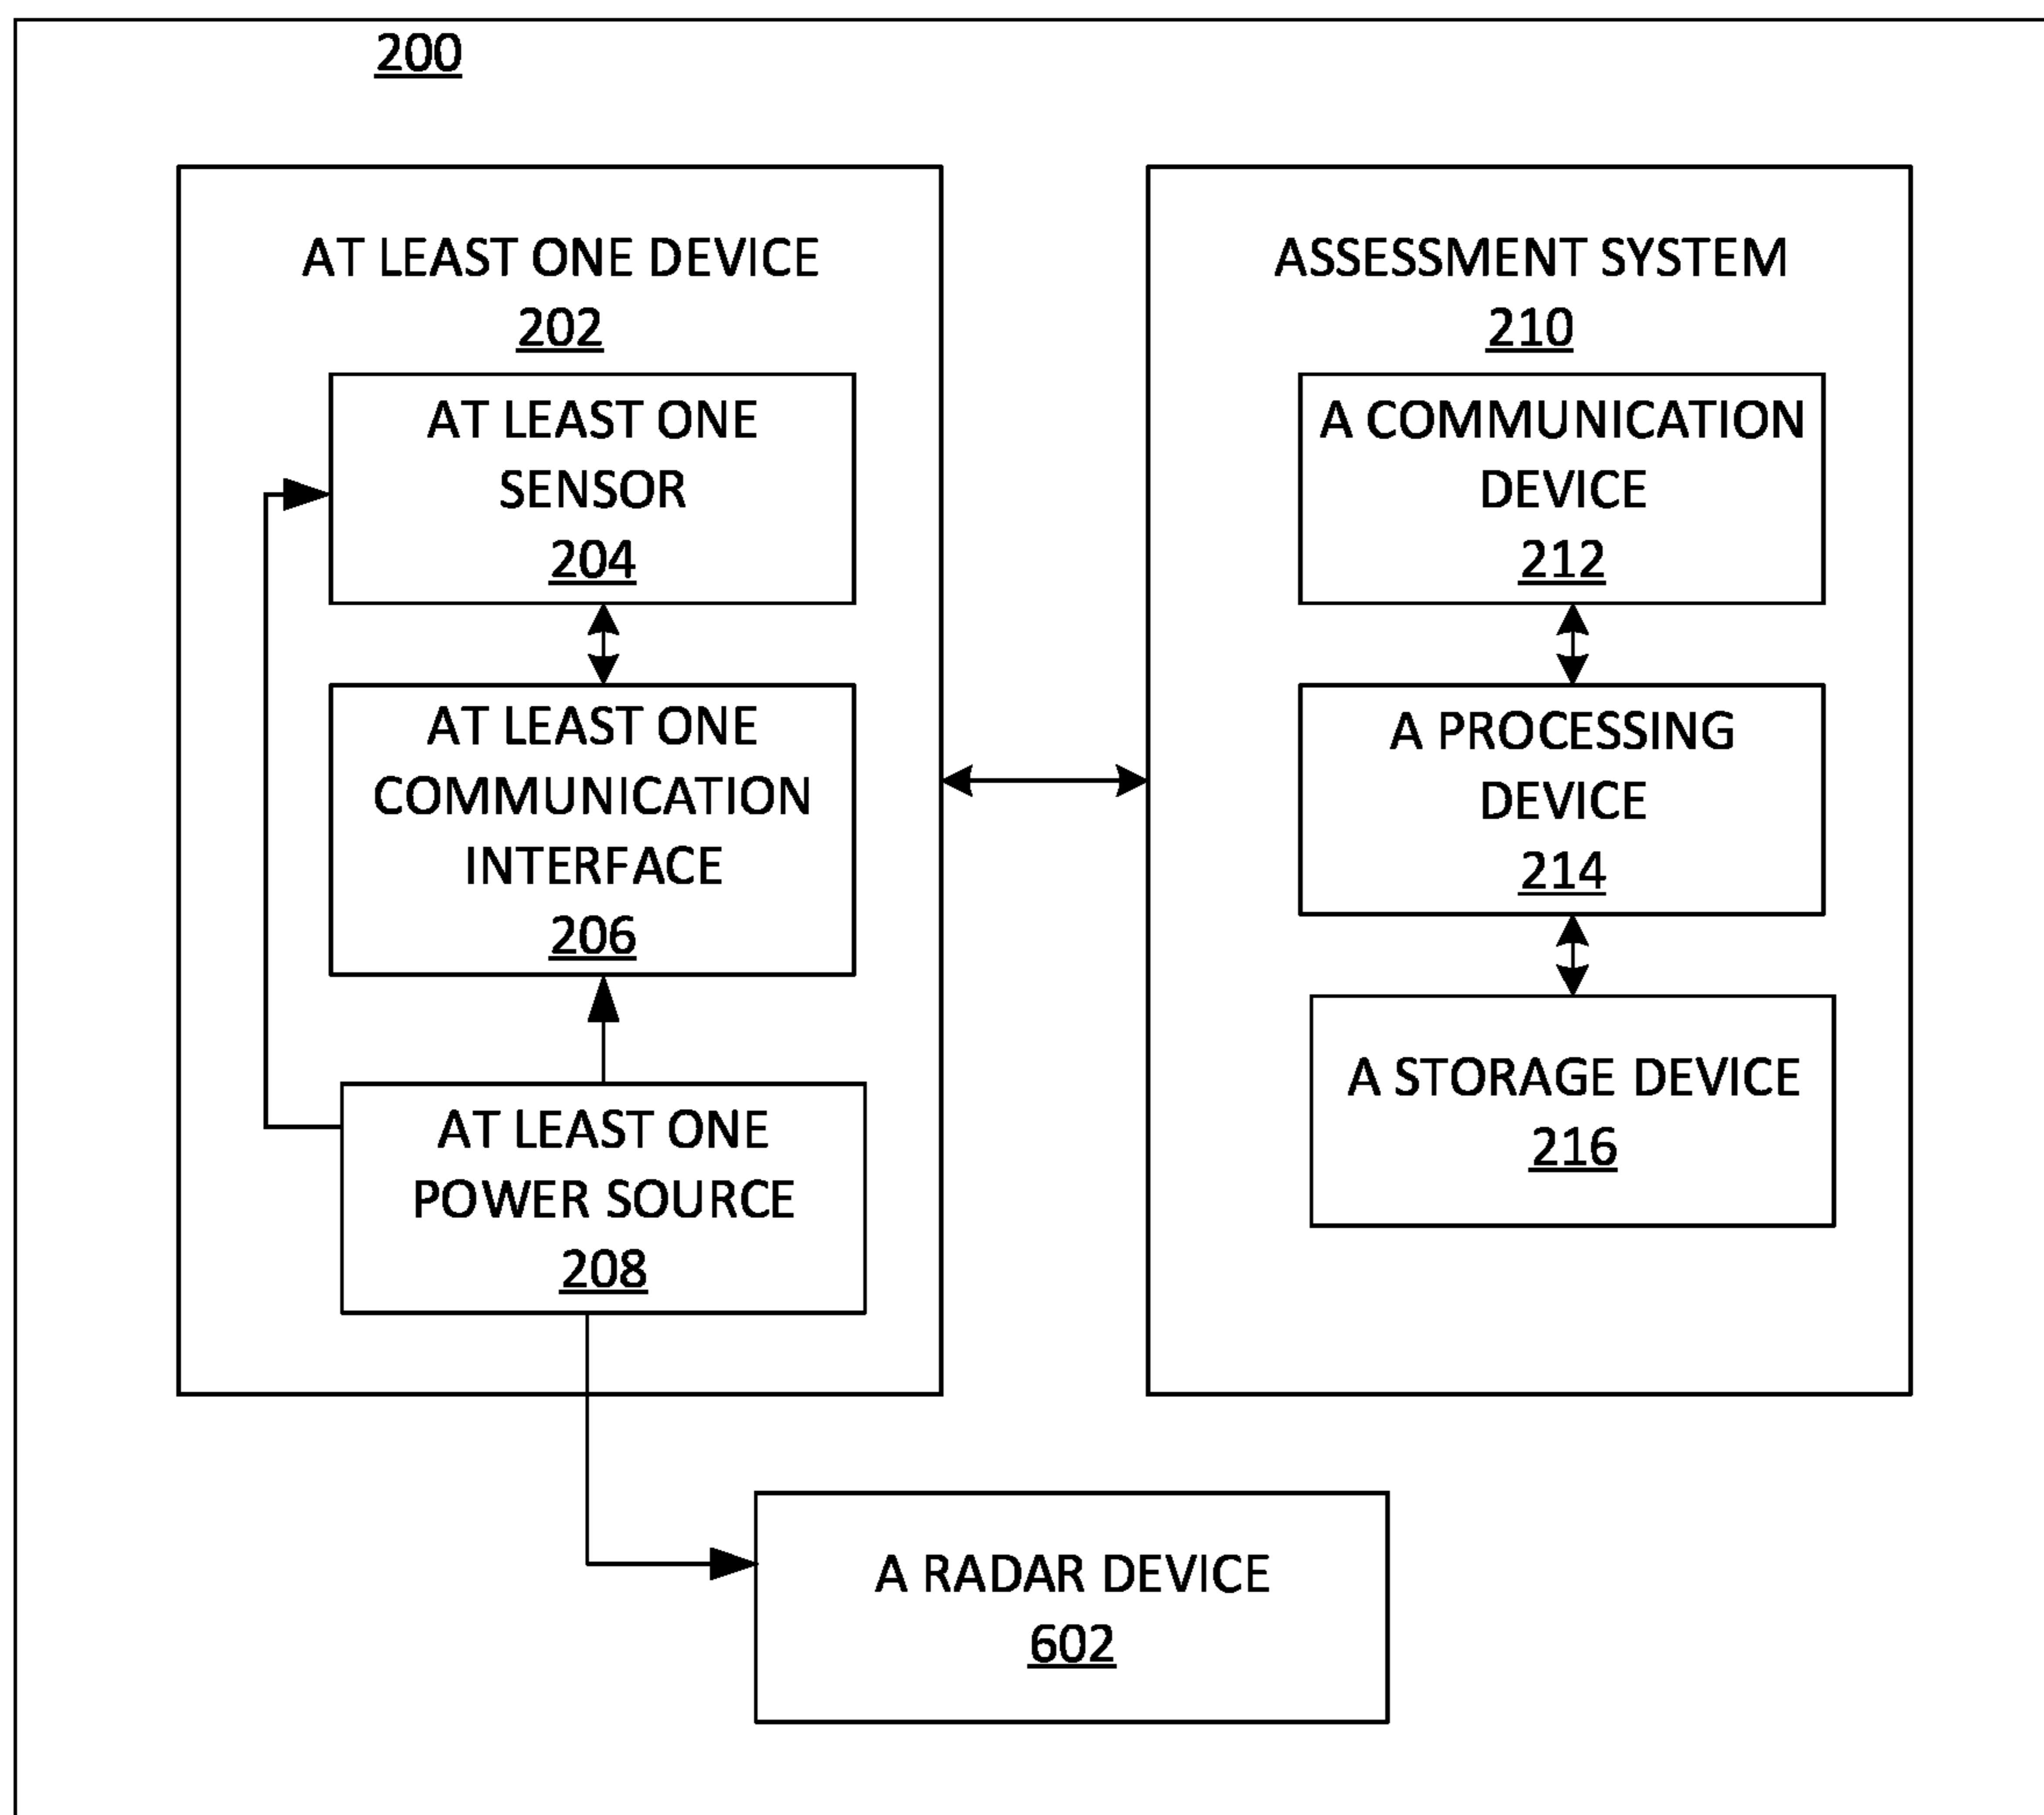 200
AT LEAST ONE DEVICE
202
AT LEAST ONE
SENSOR
204
AT LEAST ONE
COMMUNICATION
INTERFACE
206
AT LEAST ONE
POWER SOURCE
208
ASSESSMENT SYSTEM
210
A COMMUNICATION
DEVICE
212
A PROCESSING
DEVICE
214
A STORAGE DEVICE
216
A RADAR DEVICE
602